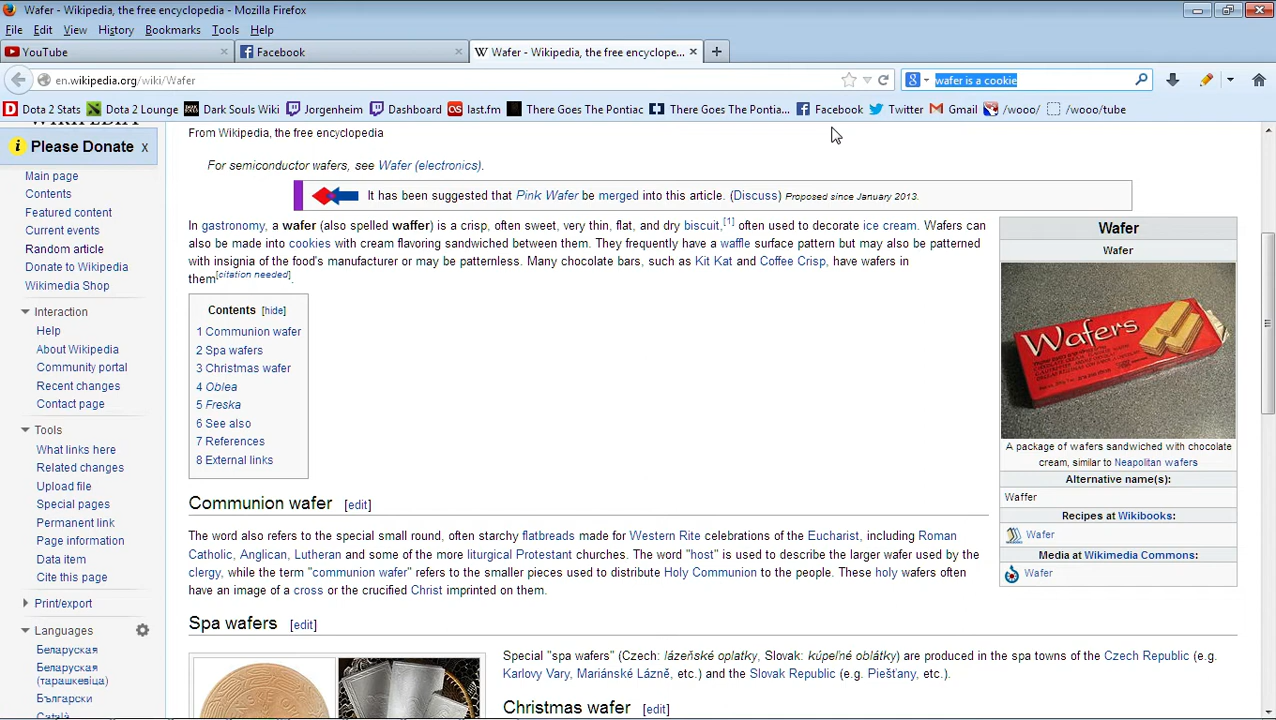 Wafer - Wikipedia, the free encyclopedia - Mozilla Firefox
File Edit View History Bookmarks Tools Help
YouTube x Facebook x W Wafer - Wikipedia, the free encyclope... x +
en.wikipedia.org/wiki/Wafer wafer is a cookie
Dota 2 Stats Dota 2 Lounge Dark Souls Wiki Jorgenheim Dashboard last.fm There Goes The Pontiac There Goes The Pontia... Facebook Twitter Gmail /wooo/ /wooo/tube
Please Donate x
Main page
Contents
Featured content
Current events
Random article
Donate to Wikipedia
Wikimedia Shop
Interaction
Help
About Wikipedia
Community portal
Recent changes
Contact page
Tools
What links here
Related changes
Upload file
Special pages
Permanent link
Page information
Data item
Cite this page
Print/export
Languages
Беларуская
Беларуская
(тарашкевіца)
Български
Català
From Wikipedia, the free encyclopedia
For semiconductor wafers, see Wafer (electronics).
It has been suggested that Pink Wafer be merged into this article. (Discuss) Proposed since January 2013.
In gastronomy, a wafer (also spelled waffer) is a crisp, often sweet, very thin, flat, and dry biscuit,[1] often used to decorate ice cream. Wafers can
also be made into cookies with cream flavoring sandwiched between them. They frequently have a waffle surface pattern but may also be patterned
with insignia of the food's manufacturer or may be patternless. Many chocolate bars, such as Kit Kat and Coffee Crisp, have wafers in
them[citation needed].
Contents [hide]
1 Communion wafer
2 Spa wafers
3 Christmas wafer
4 Oblea
5 Freska
6 See also
7 References
8 External links
Wafer
Wafer
Wafers
A package of wafers sandwiched with chocolate
cream, similar to Neapolitan wafers
Alternative name(s):
Waffer
Recipes at Wikibooks:
Wafer
Media at Wikimedia Commons:
Wafer
Communion wafer [edit]
The word also refers to the special small round, often starchy flatbreads made for Western Rite celebrations of the Eucharist, including Roman
Catholic, Anglican, Lutheran and some of the more liturgical Protestant churches. The word "host" is used to describe the larger wafer used by the
clergy, while the term "communion wafer" refers to the smaller pieces used to distribute Holy Communion to the people. These holy wafers often
have an image of a cross or the crucified Christ imprinted on them.
Spa wafers [edit]
Special "spa wafers" (Czech: lázeňské oplatky, Slovak: kúpeľné oblátky) are produced in the spa towns of the Czech Republic (e.g.
Karlovy Vary, Mariánské Lázně, etc.) and the Slovak Republic (e.g. Piešťany, etc.).
Christmas wafer [edit]